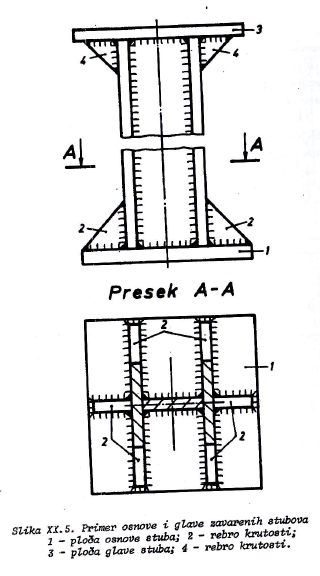 3
4
4
A
A
2
2
1
Presek A-A
2
1
2
2
Slika XX.5. Primer osnove i glave zavarenih stubova
1 - ploča osnove stuba; 2 - rebro krutosti;
3 - ploča glave stuba; 4 - rebro krutosti.